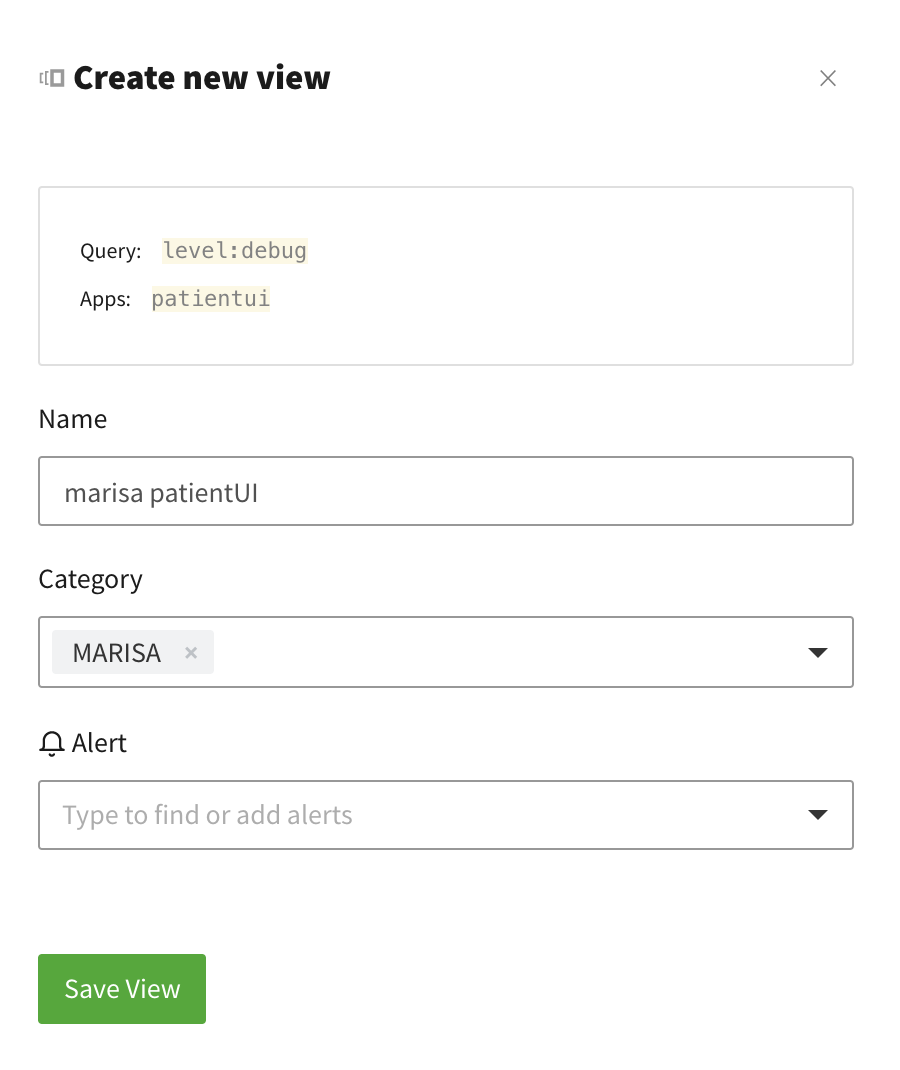 Create new view
Query: level:debug
Apps: patientui
Name
marisa patientUI
Category
MARISA
Alert
Type to find or add alerts
Save View